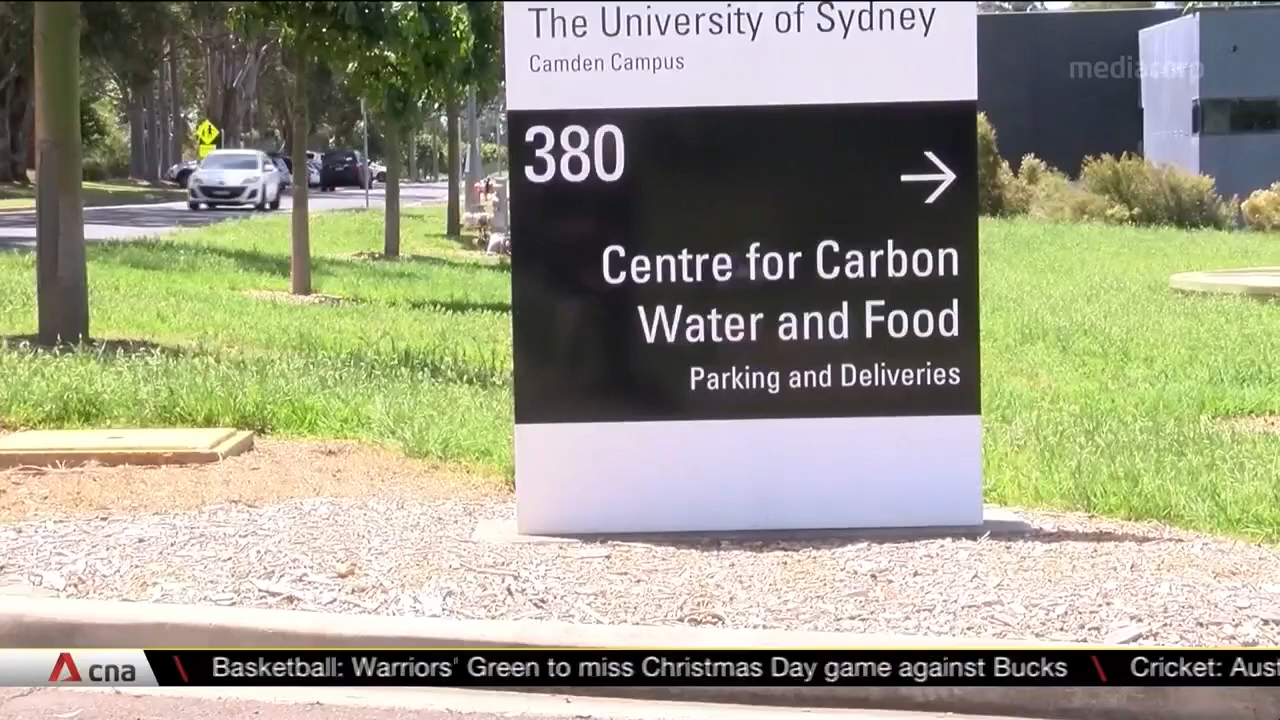 The University of Sydney
Camden Campus
mediacorp
380
Centre for Carbon
Water and Food
Parking and Deliveries
cna
Basketball: Warriors' Green to miss Christmas Day game against Bucks \ Cricket: Aust